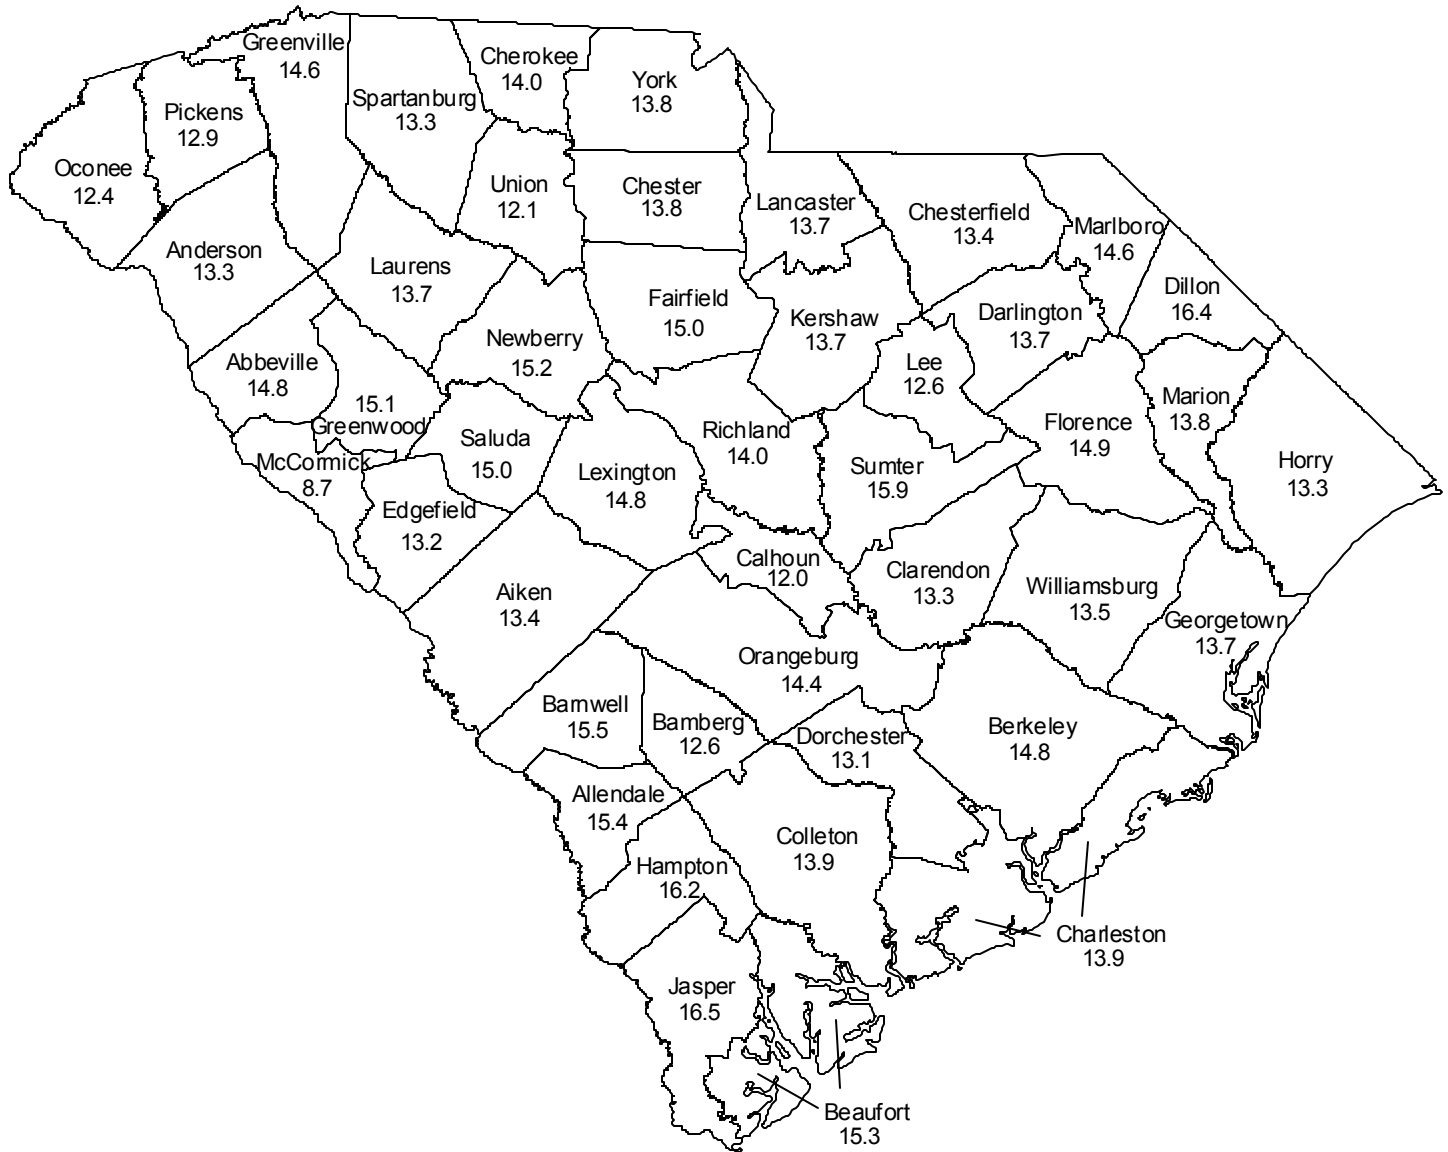 Greenville
14.6
Cherokee
14.0
York
13.8
Spartanburg
13.3
Pickens
12.9
Oconee
12.4
Union
12.1
Chester
13.8
Lancaster
13.7
Chesterfield
13.4
Marlboro
14.6
Anderson
13.3
Laurens
13.7
Fairfield
15.0
Kershaw
13.7
Darlington
13.7
Dillon
16.4
Newberry
15.2
Abbeville
14.8
Lee
12.6
Marion
13.8
15.1
Greenwood
Saluda
15.0
Richland
14.0
Florence
14.9
McCormick
8.7
Lexington
14.8
Sumter
15.9
Horry
13.3
Edgefield
13.2
Calhoun
12.0
Clarendon
13.3
Williamsburg
13.5
Aiken
13.4
Georgetown
13.7
Orangeburg
14.4
Barnwell
15.5
Bamberg
12.6
Dorchester
13.1
Berkeley
14.8
Allendale
15.4
Colleton
13.9
Hampton
16.2
Charleston
13.9
Jasper
16.5
Beaufort
15.3